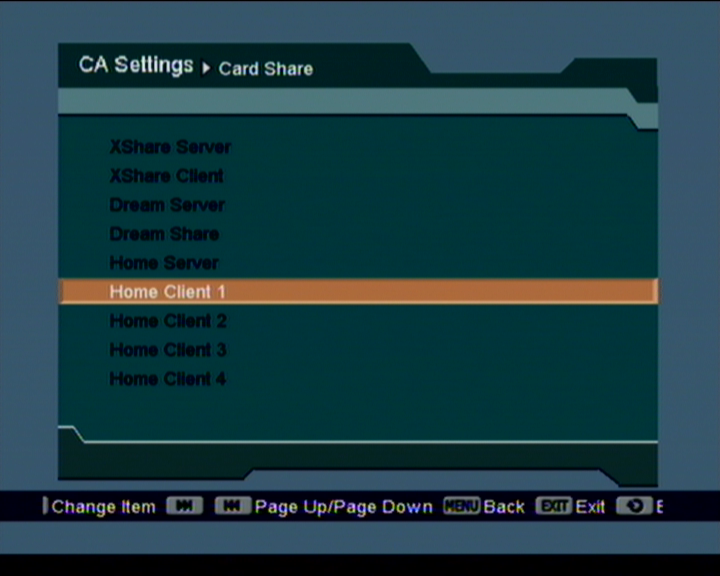 CA Settings Card Share
XShare Server
XShare Client
Dream Server
Dream Share
Home Server
Home Client 1
Home Client 2
Home Client 3
Home Client 4
Change Item Page Up/Page Down MENU Back EXIT Exit